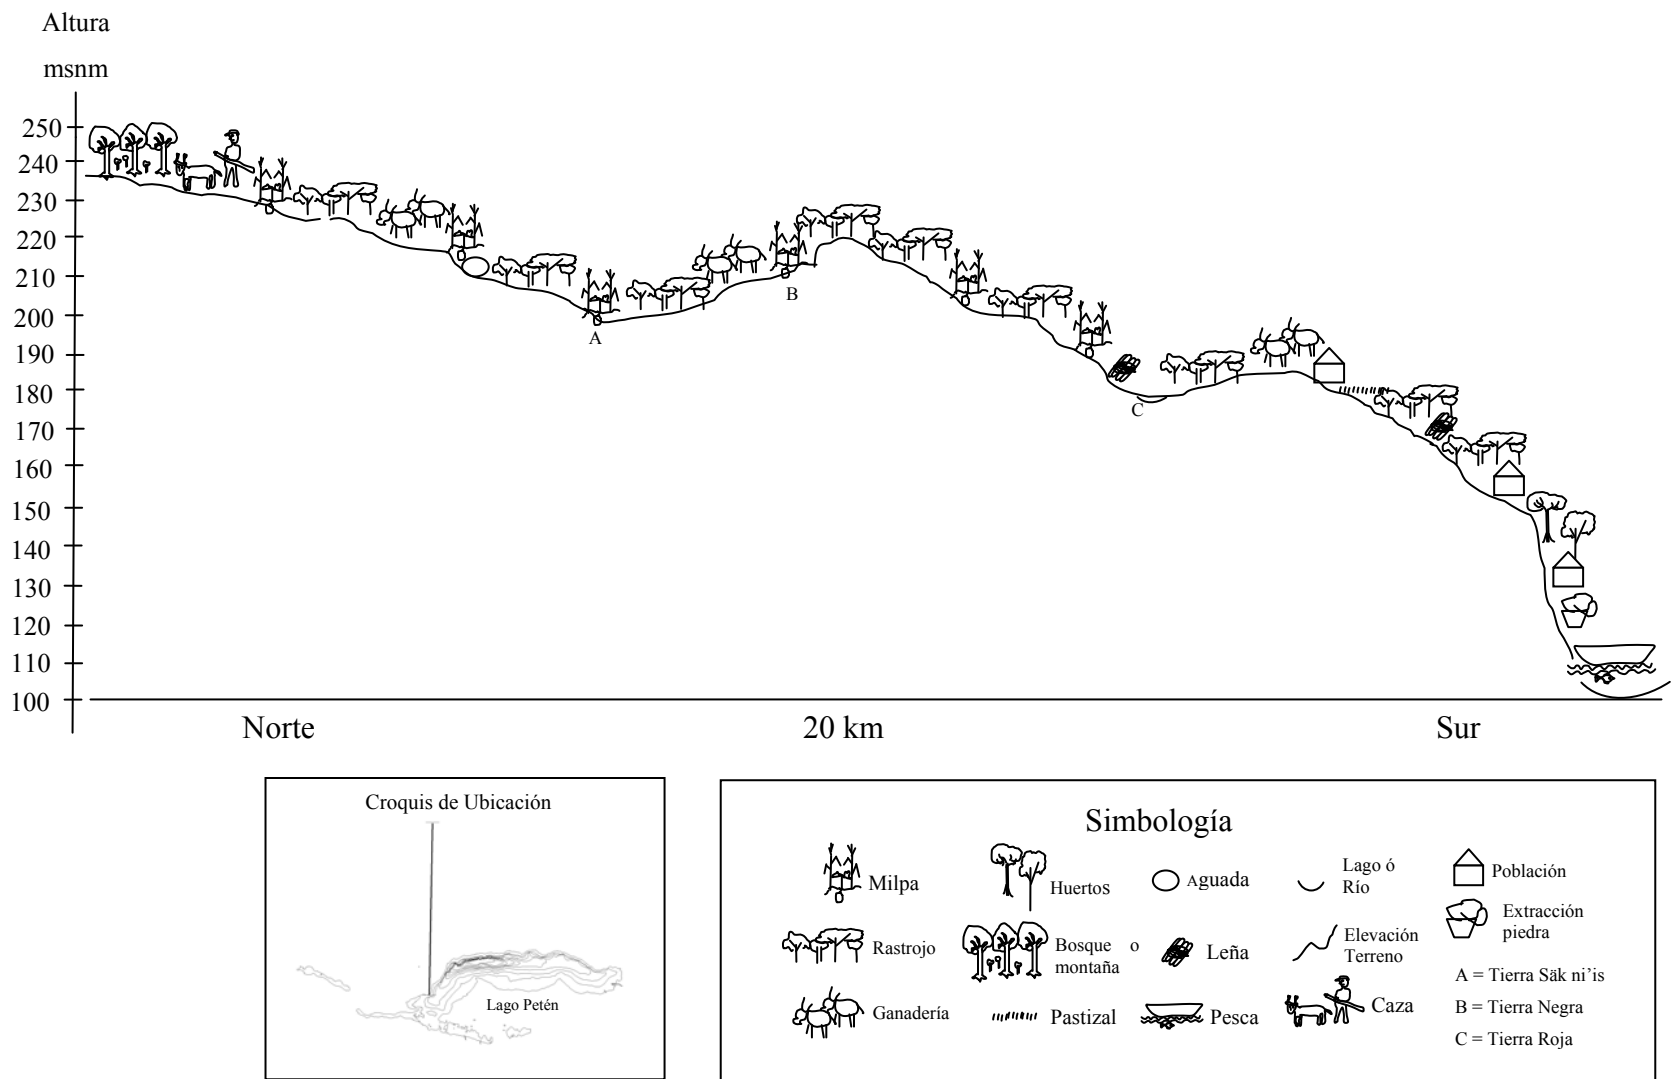 Altura
msnm
250
240
230
220
210
200
190
180
170
160
150
140
130
120
110
100
A
B
C
Norte
20 km
Sur
Croquis de Ubicación
Lago Petén
Simbología
Milpa
Huertos
Aguada
Lago ó
Río
Población
Rastrojo
Bosque o
montaña
Leña
Elevación
Terreno
Extracción
piedra
Ganadería
Pastizal
Pesca
Caza
A = Tierra Säk ni’is
B = Tierra Negra
C = Tierra Roja